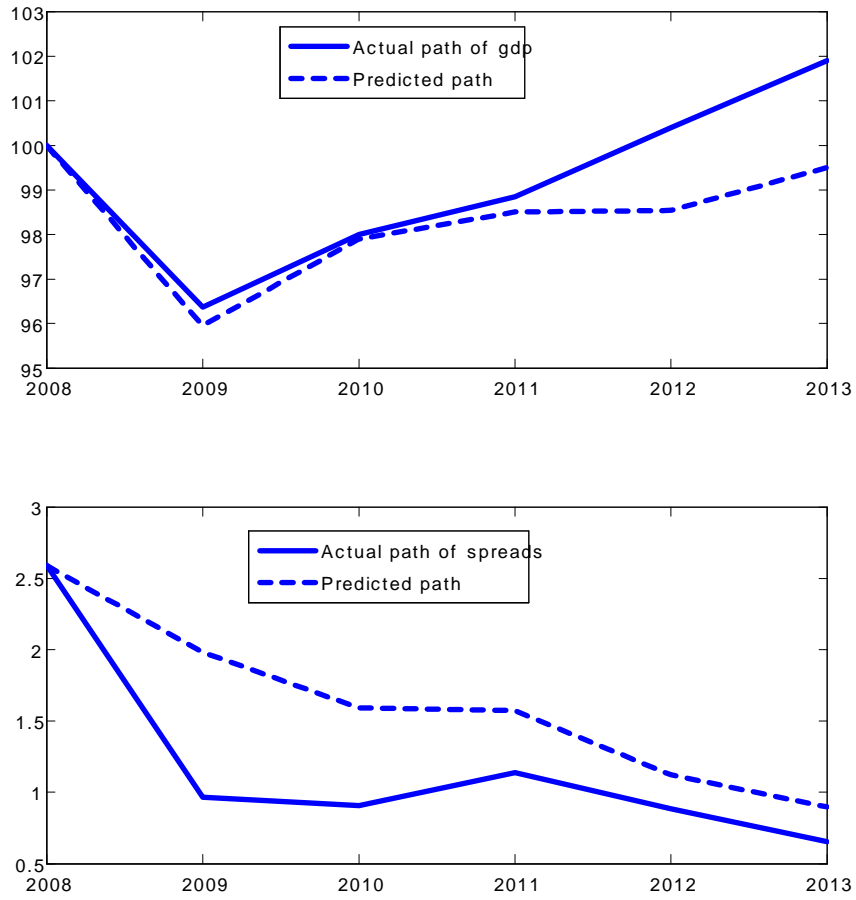 103
102
101
100
99
98
97
96
95
Actual path of gdp
Predicted path
2008 2009 2010 2011 2012 2013
3
2.5
2
1.5
1
0.5
Actual path of spreads
Predicted path
2008 2009 2010 2011 2012 2013